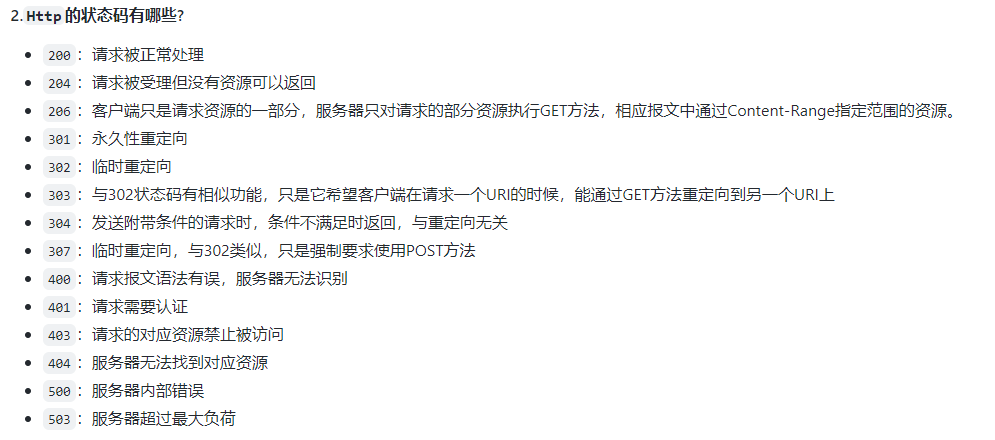 2.Http的状态码有哪些?
200：请求被正常处理
204：请求被受理但没有资源可以返回
206：客户端只是请求资源的一部分，服务器只对请求的部分资源执行GET方法，相应报文中通过Content-Range指定范围的资源。
301：永久性重定向
302：临时重定向
303：与302状态码有相似功能，只是它希望客户端在请求一个URI的时候，能通过GET方法重定向到另一个URI上
304：发送附带条件的请求时，条件不满足时返回，与重定向无关
307：临时重定向，与302类似，只是强制要求使用POST方法
400：请求报文语法有误，服务器无法识别
401：请求需要认证
403：请求的对应资源禁止被访问
404：服务器无法找到对应资源
500：服务器内部错误
503：服务器超过最大负荷